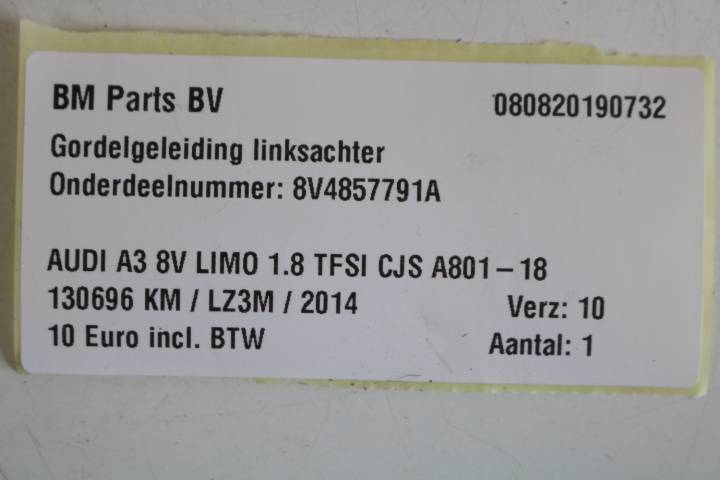 BM Parts BV 080820190732
Gordelgeleiding linksachter
Onderdeelnummer: 8V4857791A
AUDI A3 8V LIMO 1.8 TFSI CJS A801-18
130696 KM / LZ3M / 2014 Verz: 10
10 Euro incl. BTW Aantal: 1